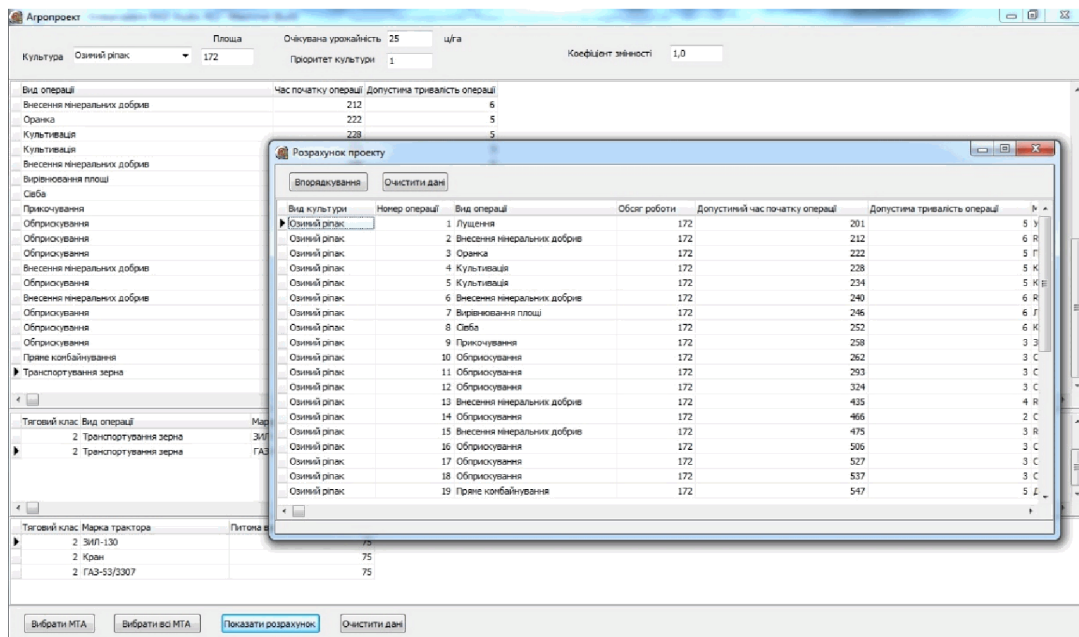 Агропроект
Площа Очікувана урожайність 25 ц/га
Культура Озимий ріпак 172 Пріоритет культури 1 Коефіцієнт змінності 1,0
Вид операції Час початку операції Допустима тривалість операції
Внесення мінеральних добрив 212 6
Оранка 222 5
Культивація 228 5
Культивація
Внесення мінеральних добрив
Вирівнювання площі
Сівба
Прикочування
Обприскування
Обприскування
Обприскування
Внесення мінеральних добрив
Обприскування
Внесення мінеральних добрив
Обприскування
Обприскування
Обприскування
Пряме комбайнування
Транспортування зерна
Тяговий клас Вид операції Мар
2 Транспортування зерна ЗИЛ
2 Транспортування зерна ГАЗ
Тяговий клас Марка трактора Питома в
2 ЗИЛ-130 75
2 Кран 75
2 ГАЗ-53/3307 75
Вибрати МТА Вибрати всі МТА Показати розрахунок Очистити дані
Розрахунок проекту
Впорядкування Очистити дані
Вид культури Номер операції Вид операції Обсяг роботи Допустимий час початку операції Допустима тривалість операції
Озимий ріпак 1 Лущення 172 201 5
Озимий ріпак 2 Внесення мінеральних добрив 172 212 6
Озимий ріпак 3 Оранка 172 222 5
Озимий ріпак 4 Культивація 172 228 5
Озимий ріпак 5 Культивація 172 234 5
Озимий ріпак 6 Внесення мінеральних добрив 172 240 6
Озимий ріпак 7 Вирівнювання площі 172 246 6
Озимий ріпак 8 Сівба 172 252 6
Озимий ріпак 9 Прикочування 172 258 3
Озимий ріпак 10 Обприскування 172 262 3
Озимий ріпак 11 Обприскування 172 293 3
Озимий ріпак 12 Обприскування 172 324 3
Озимий ріпак 13 Внесення мінеральних добрив 172 435 4
Озимий ріпак 14 Обприскування 172 466 2
Озимий ріпак 15 Внесення мінеральних добрив 172 475 3
Озимий ріпак 16 Обприскування 172 506 3
Озимий ріпак 17 Обприскування 172 527 3
Озимий ріпак 18 Обприскування 172 537 3
Озимий ріпак 19 Пряме комбайнування 172 547 5